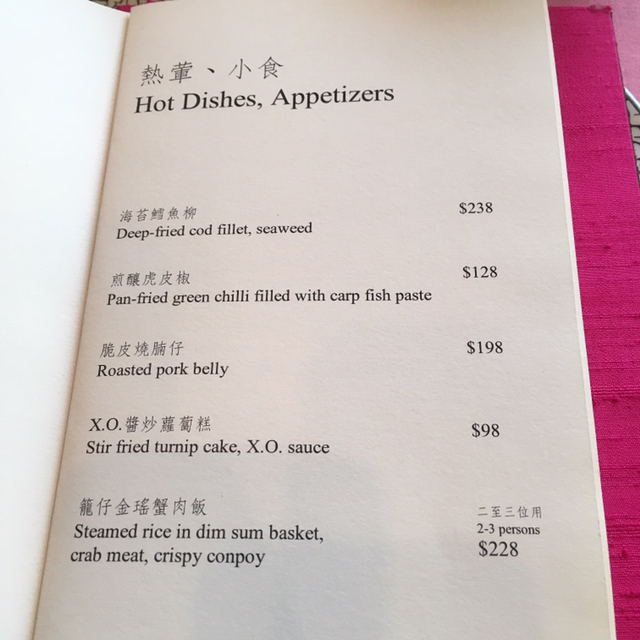 熱葷、小食
Hot Dishes, Appetizers
海苔鱈魚柳
Deep-fried cod fillet, seaweed
$238
煎釀虎皮椒
Pan-fried green chilli filled with carp fish paste
$128
脆皮燒腩仔
Roasted pork belly
$198
X.O.醬炒蘿蔔糕
Stir fried turnip cake, X.O. sauce
$98
籠仔金瑤蟹肉飯
Steamed rice in dim sum basket,
crab meat, crispy conpoy
二至三位用
2-3 persons
$228